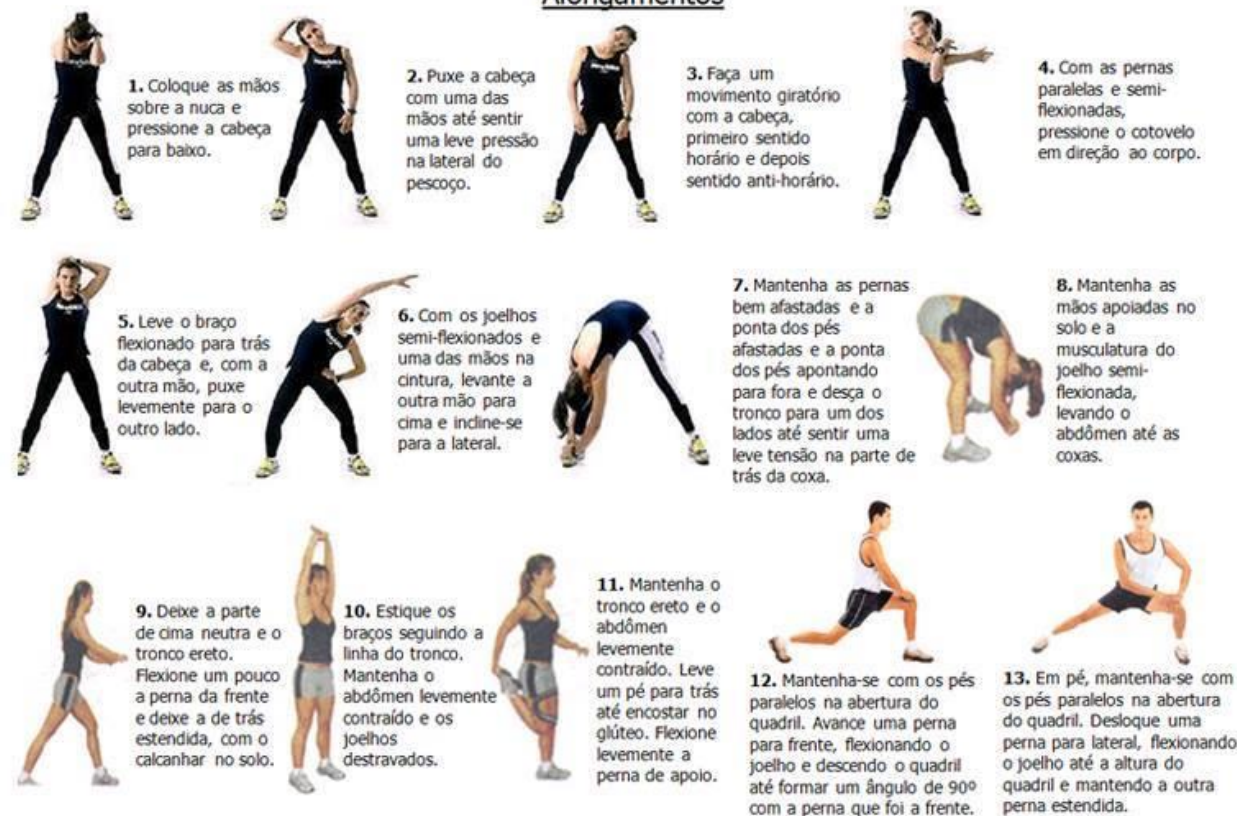 Alongamentos
1. Coloque as mãos
sobre a nuca e
pressione a cabeça
para baixo.
2. Puxe a cabeça
com uma das
mãos até sentir
uma leve pressão
na lateral do
pescoço.
3. Faça um
movimento giratório
com a cabeça,
primeiro sentido
horário e depois
sentido anti-horário.
4. Com as pernas
paralelas e semi-
flexionadas,
pressione o cotovelo
em direção ao corpo.
5. Leve o braço
flexionado para trás
da cabeça e, com a
outra mão, puxe
levemente para o
outro lado.
6. Com os joelhos
semi-flexionados e
uma das mãos na
cintura, levante a
outra mão para
cima e incline-se
para a lateral.
7. Mantenha as pernas
bem afastadas e a
ponta dos pés
afastadas e a ponta
dos pés apontando
para fora e desça o
tronco para um dos
lados até sentir uma
leve tensão na parte de
trás da coxa.
8. Mantenha as
mãos apoiadas no
solo e a
musculatura do
joelho semi-
flexionada,
levando o
abdômen até as
coxas.
9. Deixe a parte
de cima neutra e o
tronco ereto.
Flexione um pouco
a perna da frente
e deixe a de trás
estendida, com o
calcanhar no solo.
10. Estique os
braços seguindo a
linha do tronco.
Mantenha o
abdômen levemente
contraído e os
joelhos
destravados.
11. Mantenha o
tronco ereto e o
abdômen
levemente
contraído. Leve
um pé para trás
até encostar no
glúteo. Flexione
levemente a
perna de apoio.
12. Mantenha-se com os pés
paralelos na abertura do
quadril. Avance uma perna
para frente, flexionando o
joelho e descendo o quadril
até formar um ângulo de 90º
com a perna que foi a frente.
13. Em pé, mantenha-se com
os pés paralelos na abertura
do quadril. Desloque uma
perna para lateral, flexionando
o joelho até a altura do
quadril e mantendo a outra
perna estendida.